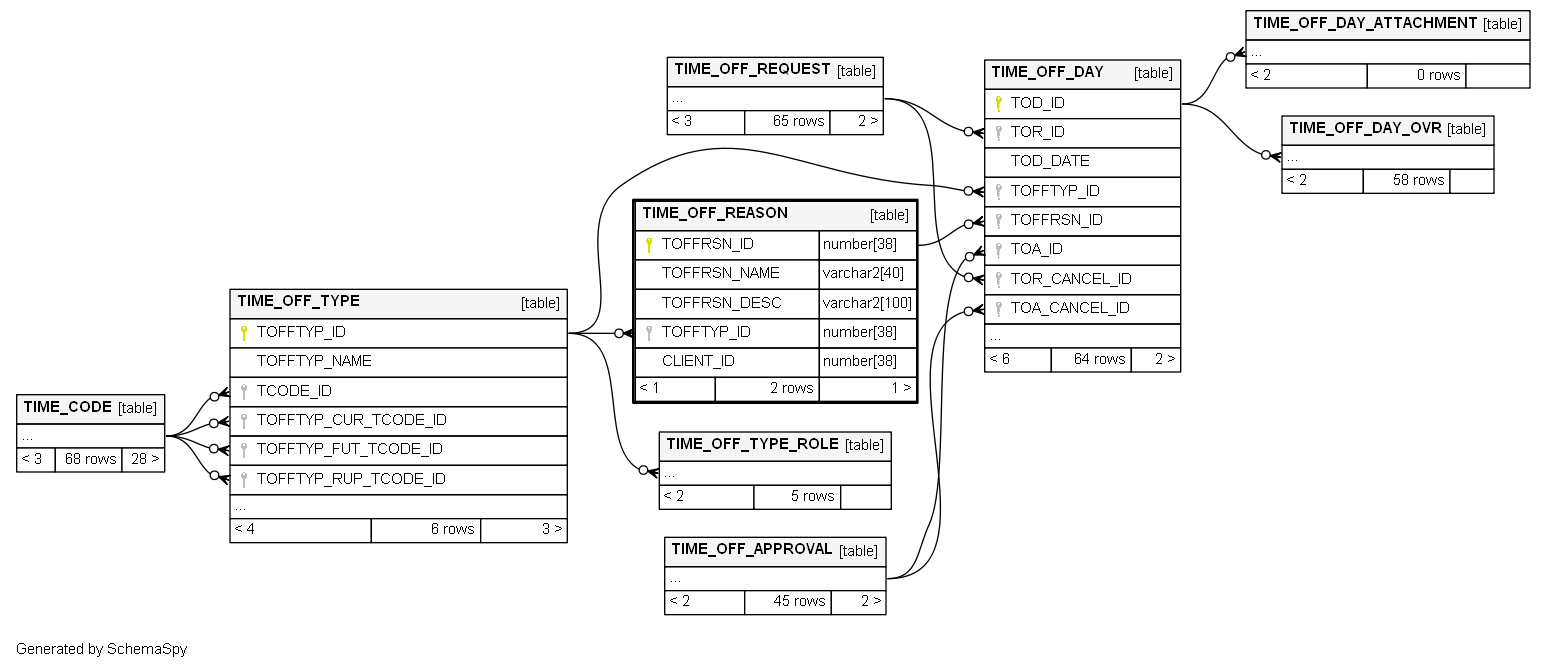 TIME_OFF_DAY_ATTACHMENT [table]
...
< 2 0 rows
TIME_OFF_REQUEST [table]
...
< 3 65 rows 2 >
TIME_OFF_DAY [table]
TOD_ID
TOR_ID
TOD_DATE
TOFFTYP_ID
TOFFRSN_ID
TOA_ID
TOR_CANCEL_ID
TOA_CANCEL_ID
...
< 6 64 rows 2 >
TIME_OFF_DAY_OVR [table]
...
< 2 58 rows
TIME_OFF_REASON [table]
TOFFRSN_ID number[38]
TOFFRSN_NAME varchar2[40]
TOFFRSN_DESC varchar2[100]
TOFFTYP_ID number[38]
CLIENT_ID number[38]
< 1 2 rows 1 >
TIME_OFF_TYPE [table]
TOFFTYP_ID
TOFFTYP_NAME
TCODE_ID
TOFFTYP_CUR_TCODE_ID
TOFFTYP_FUT_TCODE_ID
TOFFTYP_RUP_TCODE_ID
...
< 4 6 rows 3 >
TIME_CODE [table]
...
< 3 68 rows 28 >
TIME_OFF_TYPE_ROLE [table]
...
< 2 5 rows
TIME_OFF_APPROVAL [table]
...
< 2 45 rows 2 >
Generated by SchemaSpy